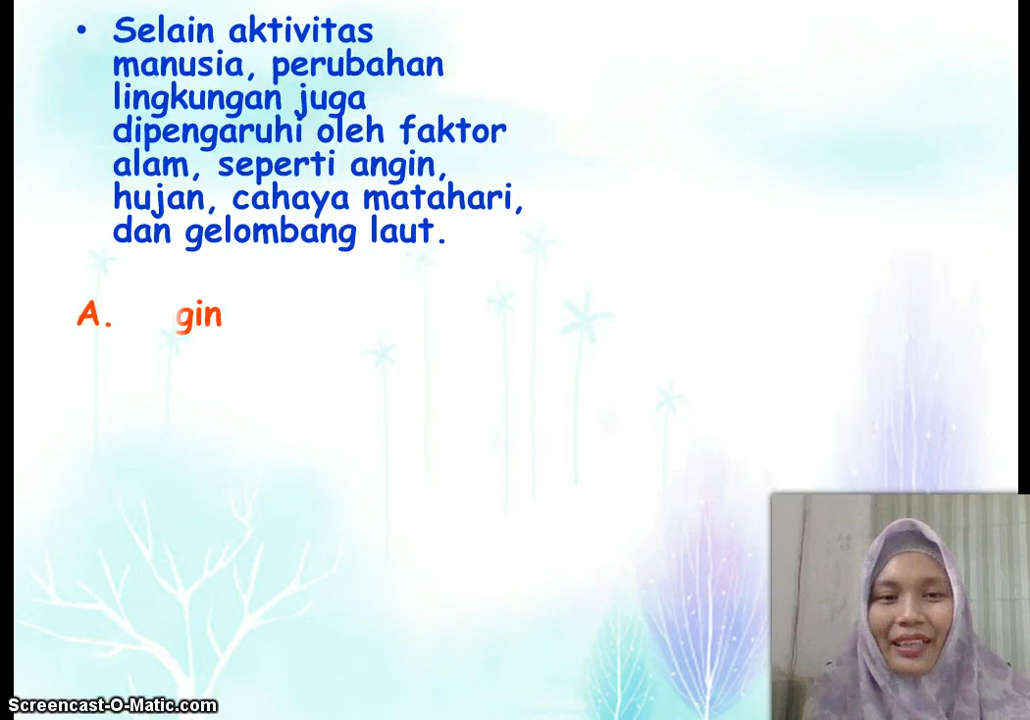 • Selain aktivitas
manusia, perubahan
lingkungan juga
dipengaruhi oleh faktor
alam, seperti angin,
hujan, cahaya matahari,
dan gelombang laut.
A. gin
Screencast-O-Matic.com